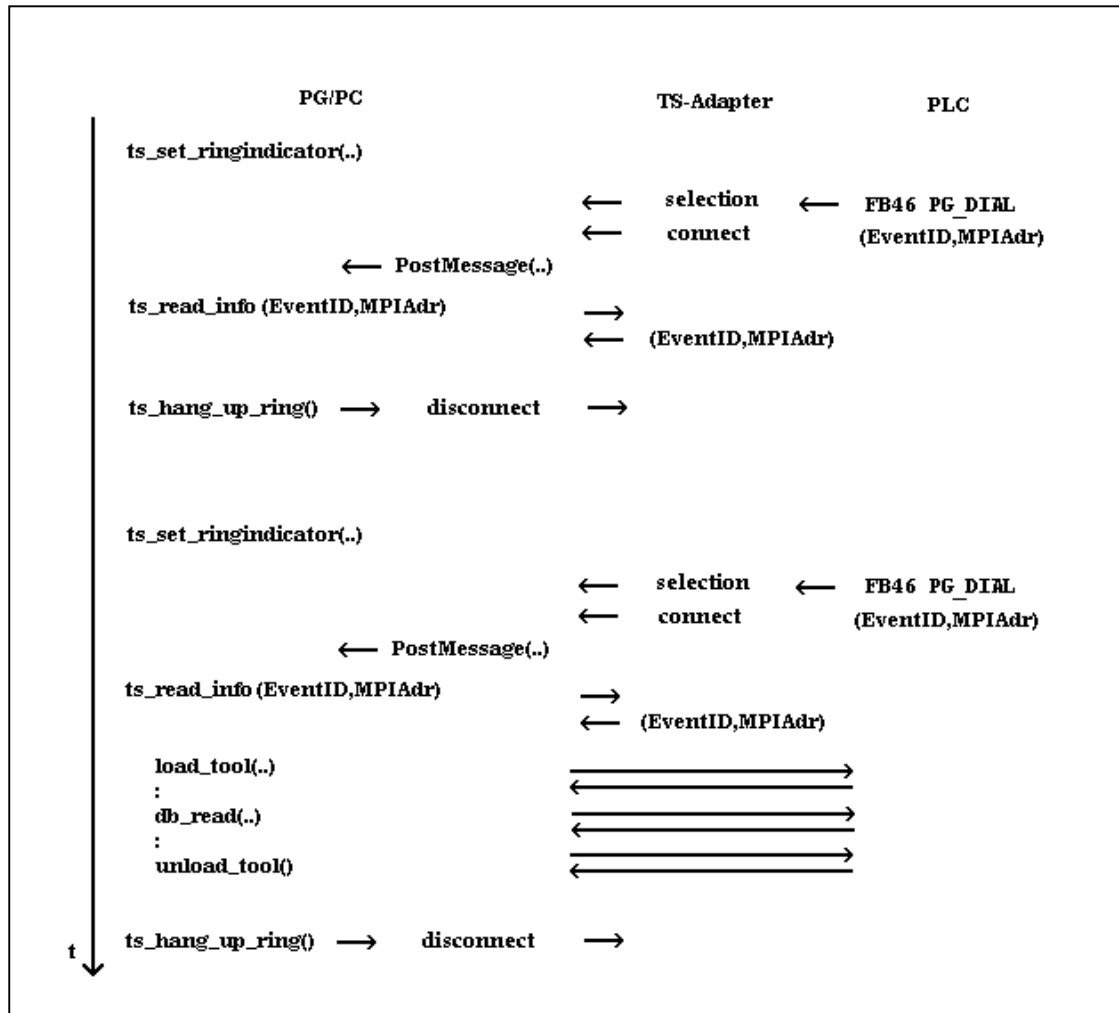 PG/PC TS-Adapter PLC
ts_set_ringindicator(..)
selection FB46 PG_DIAL
connect (EventID,MPIAdr)
PostMessage(..)
ts_read_info (EventID,MPIAdr)
(EventID,MPIAdr)
ts_hang_up_ring() disconnect
ts_set_ringindicator(..)
selection FB46 PG_DIAL
connect (EventID,MPIAdr)
PostMessage(..)
ts_read_info (EventID,MPIAdr)
(EventID,MPIAdr)
load_tool(..)
:
db_read(..)
:
unload_tool()
ts_hang_up_ring() disconnect
t